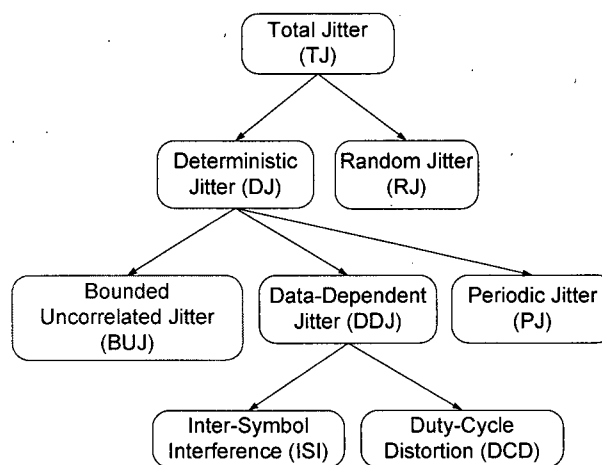 Total Jitter
(TJ)
Deterministic
Jitter (DJ)
Random Jitter
(RJ)
Bounded
Uncorrelated Jitter
(BUJ)
Data-Dependent
Jitter (DDJ)
Periodic Jitter
(PJ)
Inter-Symbol
Interference (ISI)
Duty-Cycle
Distortion (DCD)